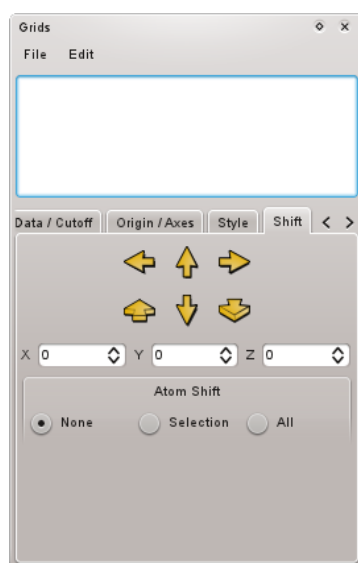 Grids
File Edit
Data / Cutoff Origin / Axes Style Shift
X 0 Y 0 Z 0
Atom Shift
None Selection All